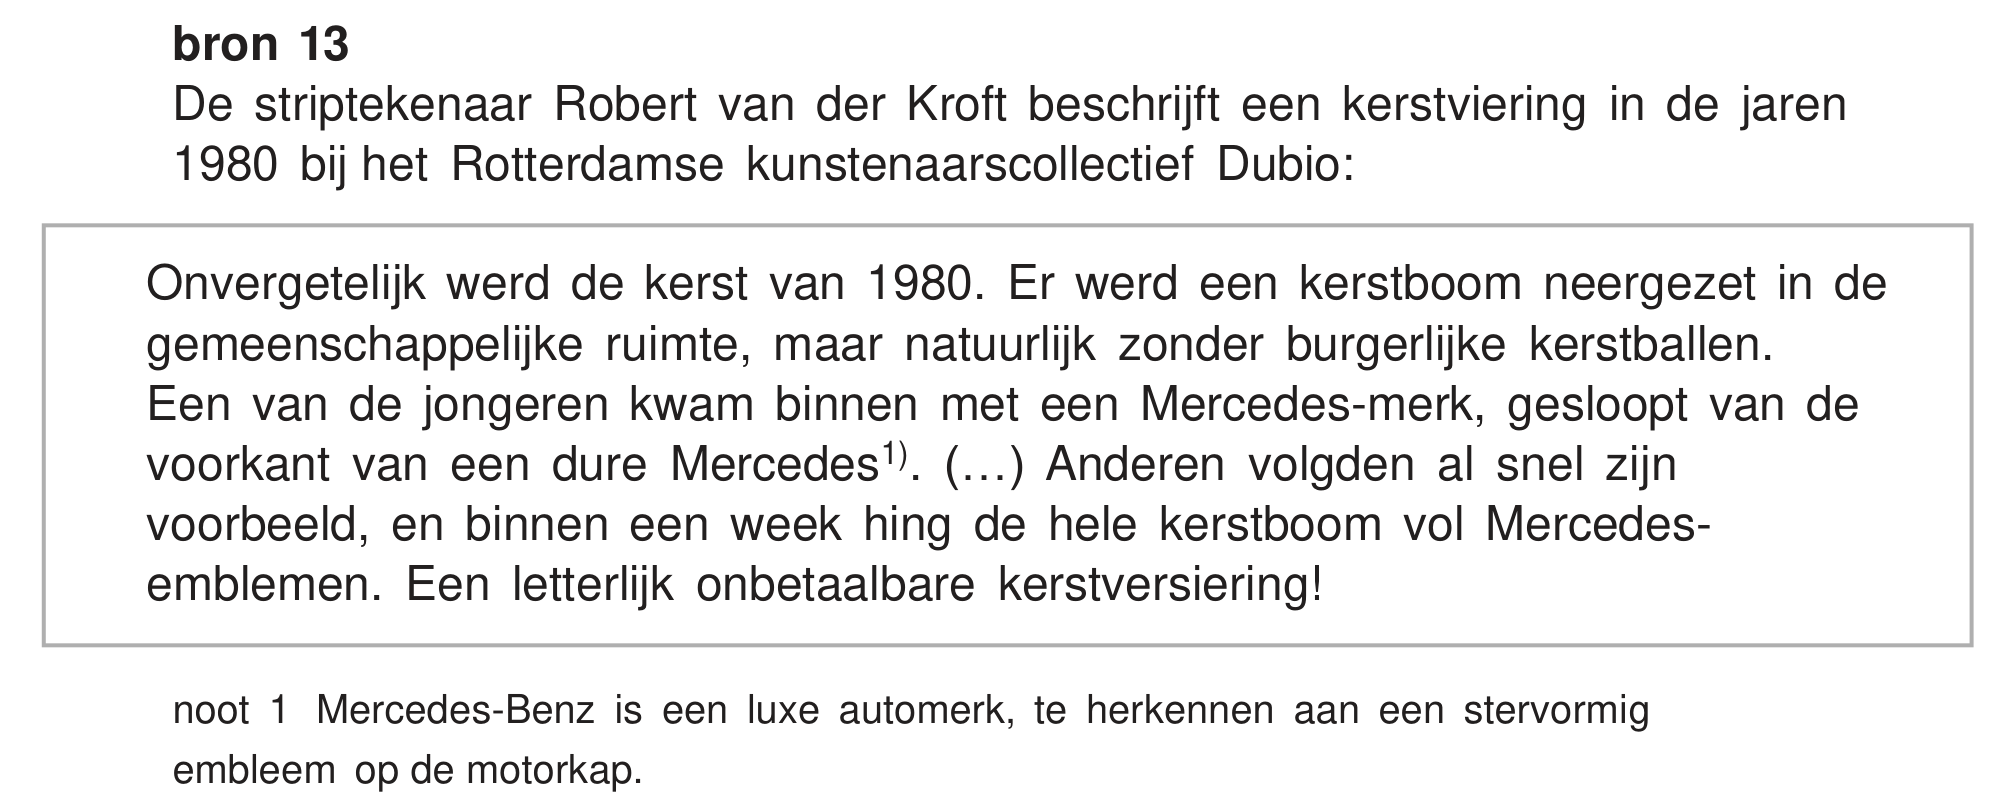 bron 13
De striptekenaar Robert van der Kroft beschrijft een kerstviering in de jaren
1980 bij het Rotterdamse kunstenaarscollectief Dubio:
Onvergetelijk werd de kerst van 1980. Er werd een kerstboom neergezet in de
gemeenschappelijke ruimte, maar natuurlijk zonder burgerlijke kerstballen.
Een van de jongeren kwam binnen met een Mercedes-merk, gesloopt van de
voorkant van een dure Mercedes¹⁾. (…) Anderen volgden al snel zijn
voorbeeld, en binnen een week hing de hele kerstboom vol Mercedes-
emblemen. Een letterlijk onbetaalbare kerstversiering!
noot 1 Mercedes-Benz is een luxe automerk, te herkennen aan een stervormig
embleem op de motorkap.